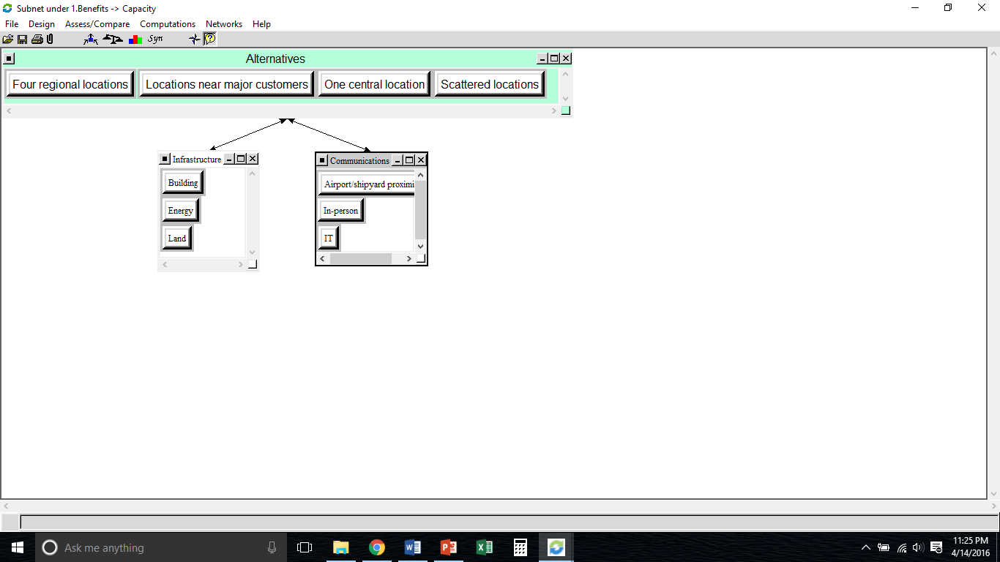 Subnet under 1.Benefits -> Capacity
File Design Assess/Compare Computations Networks Help
Syn
Alternatives
Four regional locations Locations near major customers One central location Scattered locations
Infrastructure
Building
Energy
Land
Communications
Airport/shipyard proximi
In-person
IT
Ask me anything
11:25 PM
4/14/2016